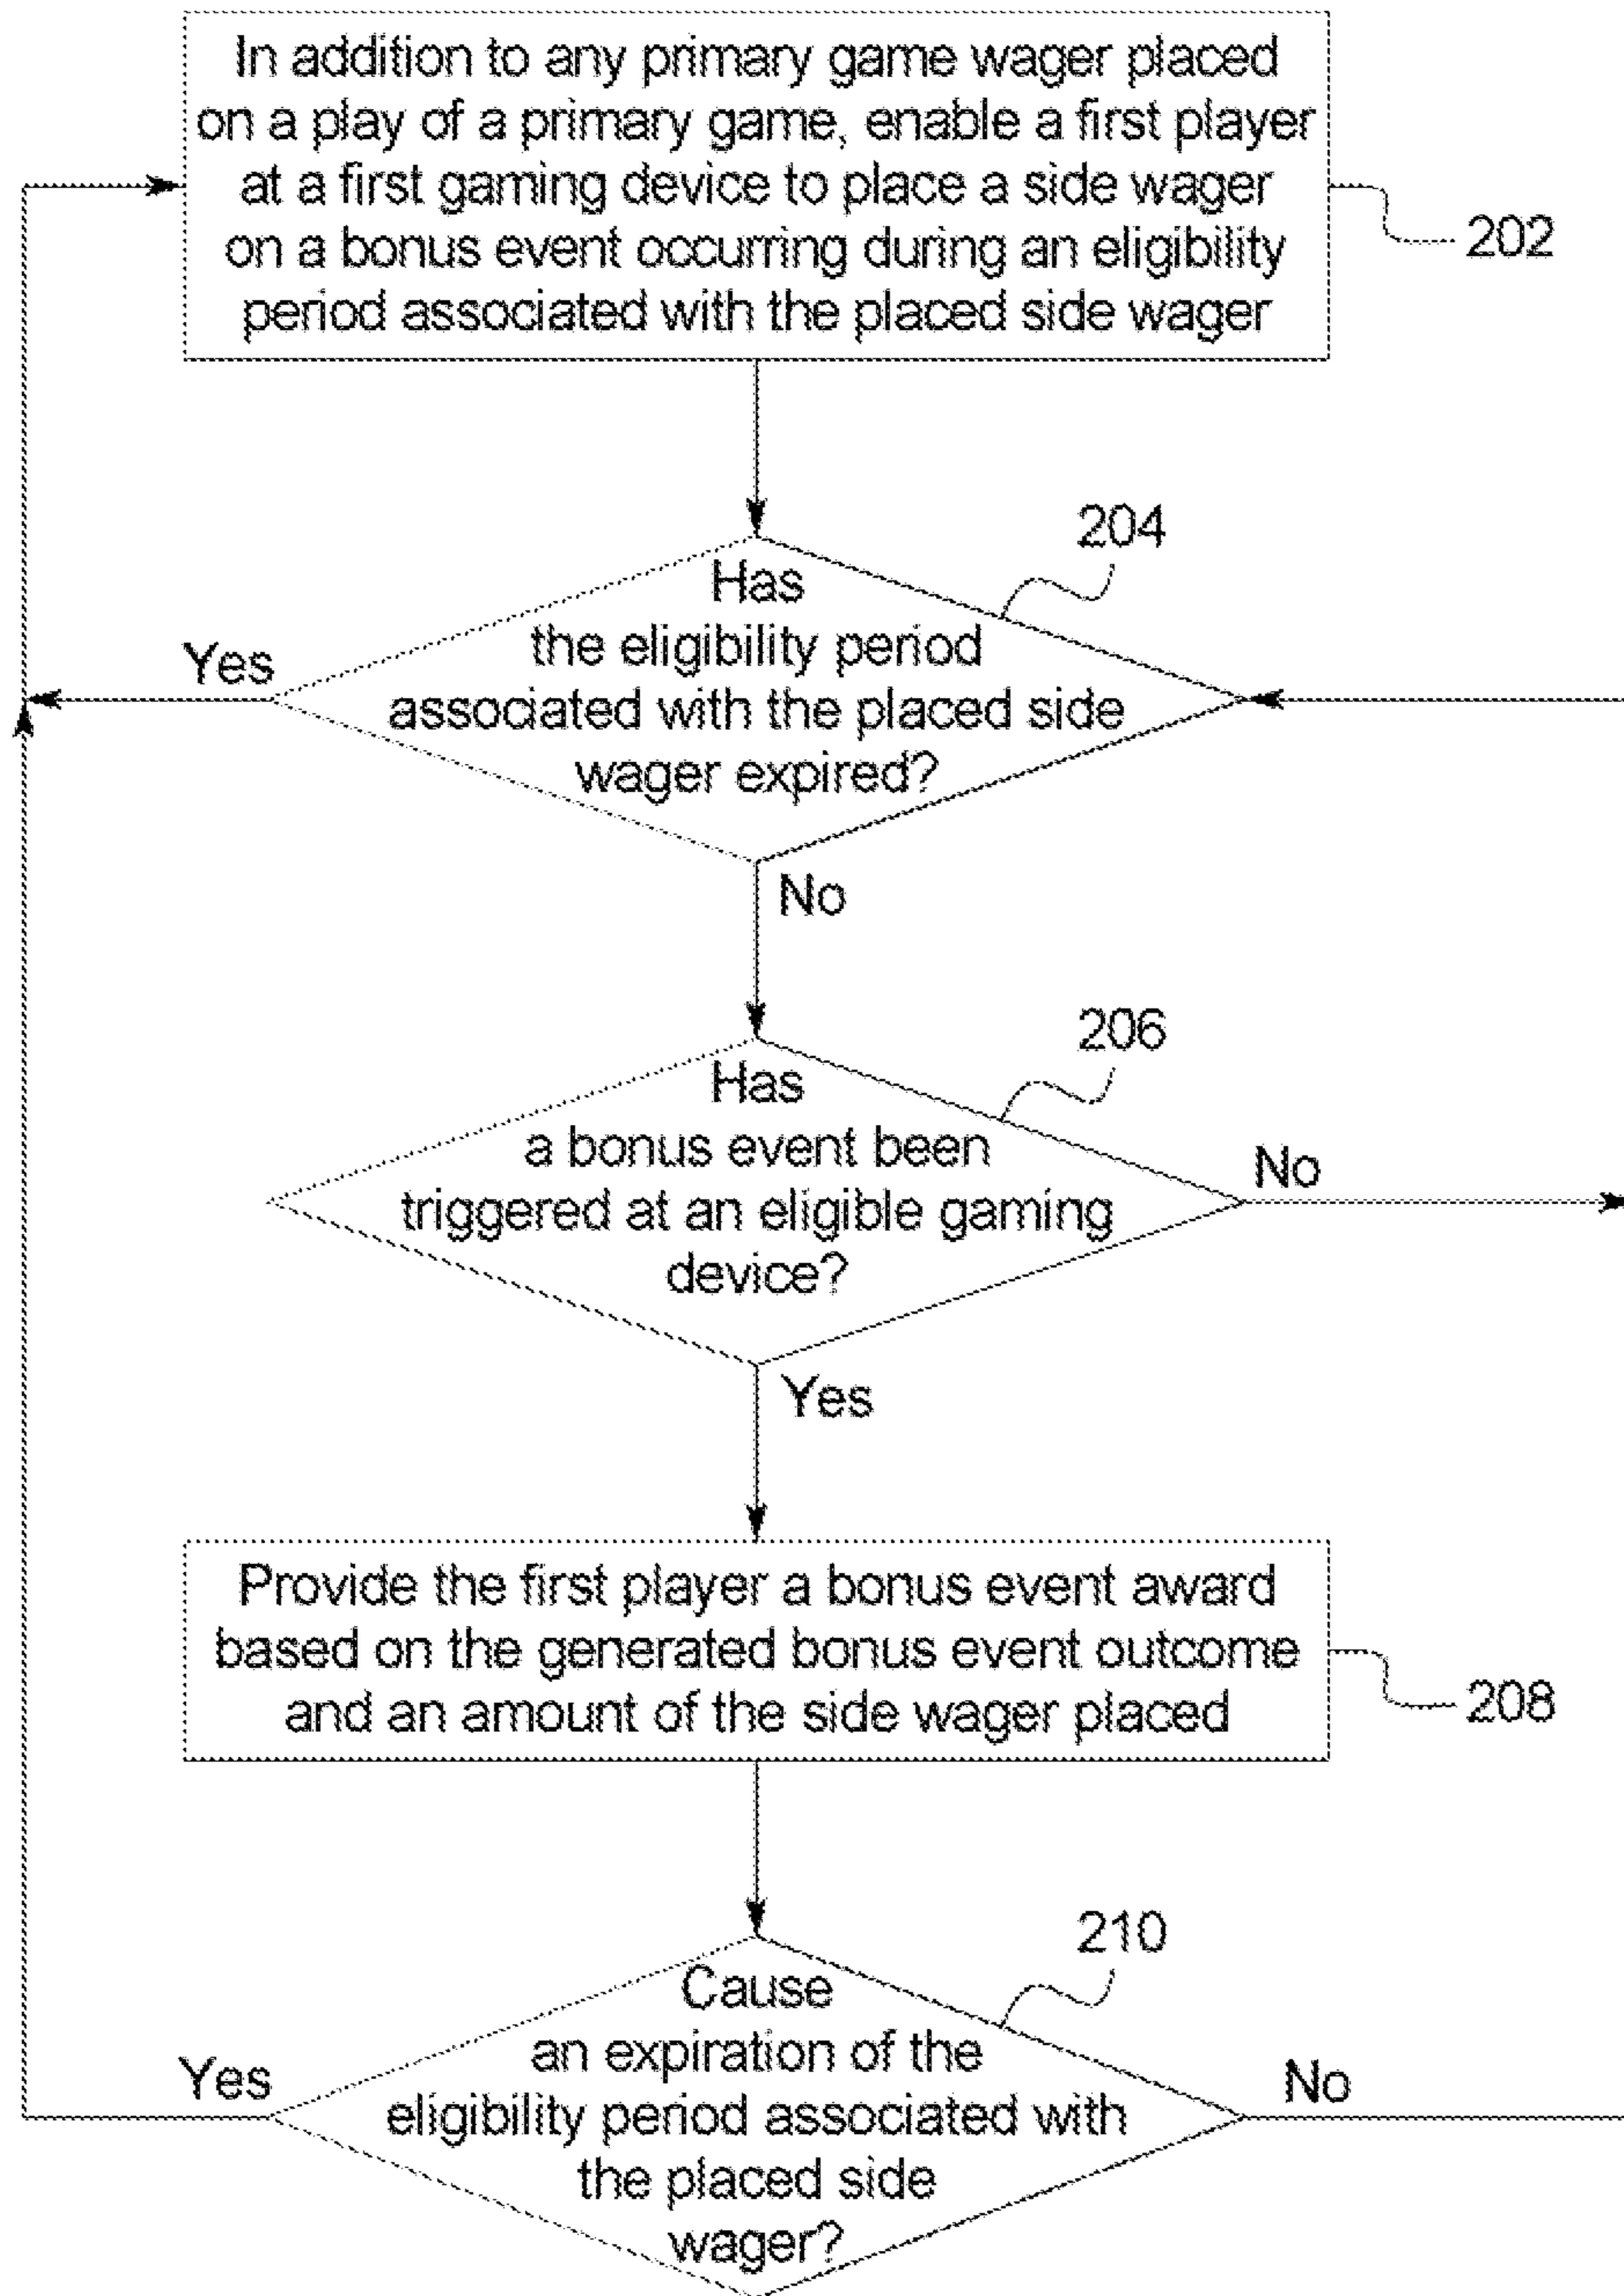 In addition to any primary game wager placed
on a play of a primary game, enable a first player
at a first gaming device to place a side wager
on a bonus event occurring during an eligibility
period associated with the placed side wager
202
204
Has
the eligibility period
associated with the placed side
wager expired?
Yes
No
206
Has
a bonus event been
triggered at an eligible gaming
device?
No
Yes
Provide the first player a bonus event award
based on the generated bonus event outcome
and an amount of the side wager placed
208
210
Cause
an expiration of the
eligibility period associated with
the placed side
wager?
Yes
No